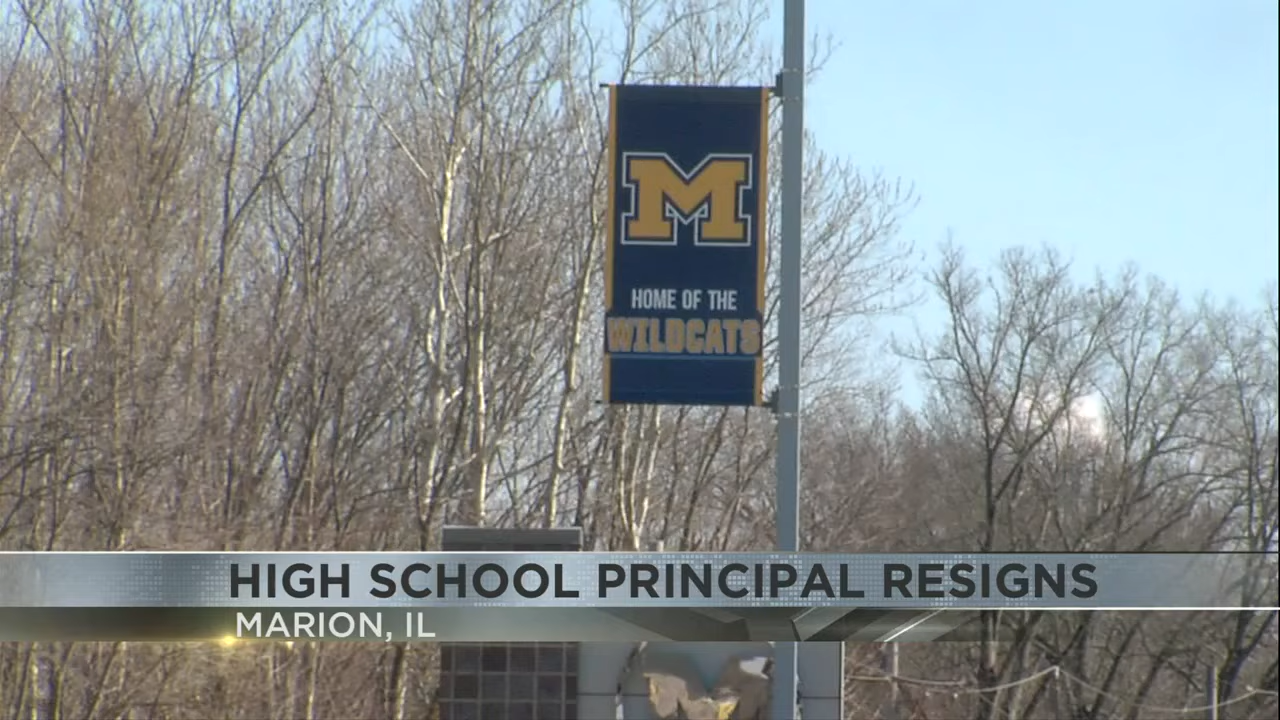 M
HOME OF THE
WILDCATS
HIGH SCHOOL PRINCIPAL RESIGNS
MARION, IL